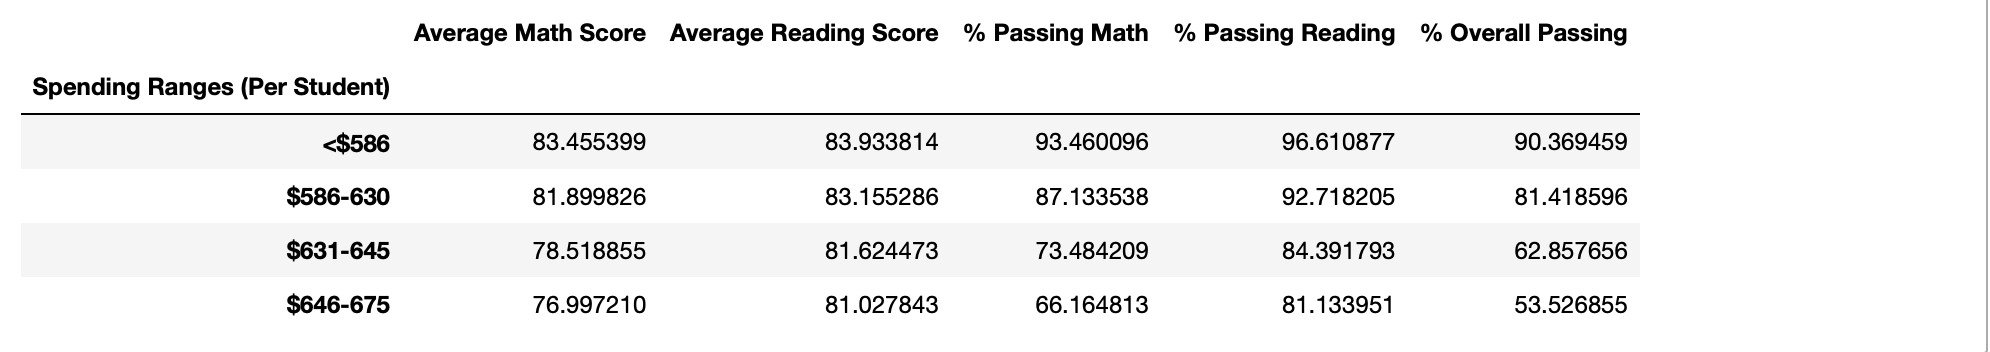 Average Math Score Average Reading Score % Passing Math % Passing Reading % Overall Passing
Spending Ranges (Per Student)
<$586 83.455399 83.933814 93.460096 96.610877 90.369459
$586-630 81.899826 83.155286 87.133538 92.718205 81.418596
$631-645 78.518855 81.624473 73.484209 84.391793 62.857656
$646-675 76.997210 81.027843 66.164813 81.133951 53.526855